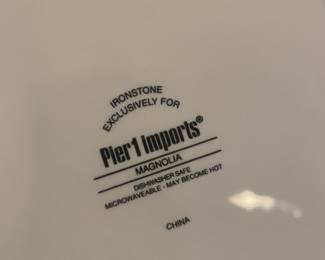 IRONSTONE
EXCLUSIVELY FOR
Pier 1 imports®
MAGNOLIA
DISHWASHER SAFE
MICROWAVEABLE - MAY BECOME HOT
CHINA